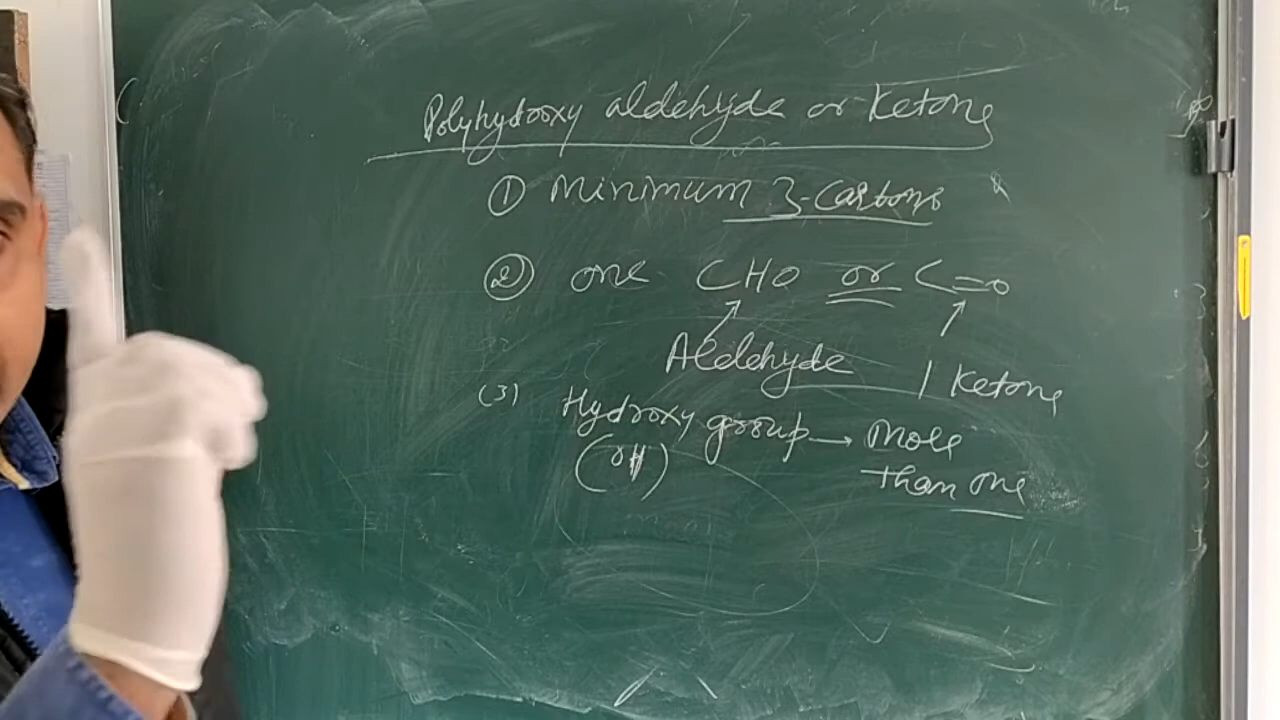 Polyhydroxy aldehyde or Ketone
① Minimum 3-Carbons
② one CHO or C=O
Aldehyde / Ketone
(3) Hydroxy group → More
(OH) than one